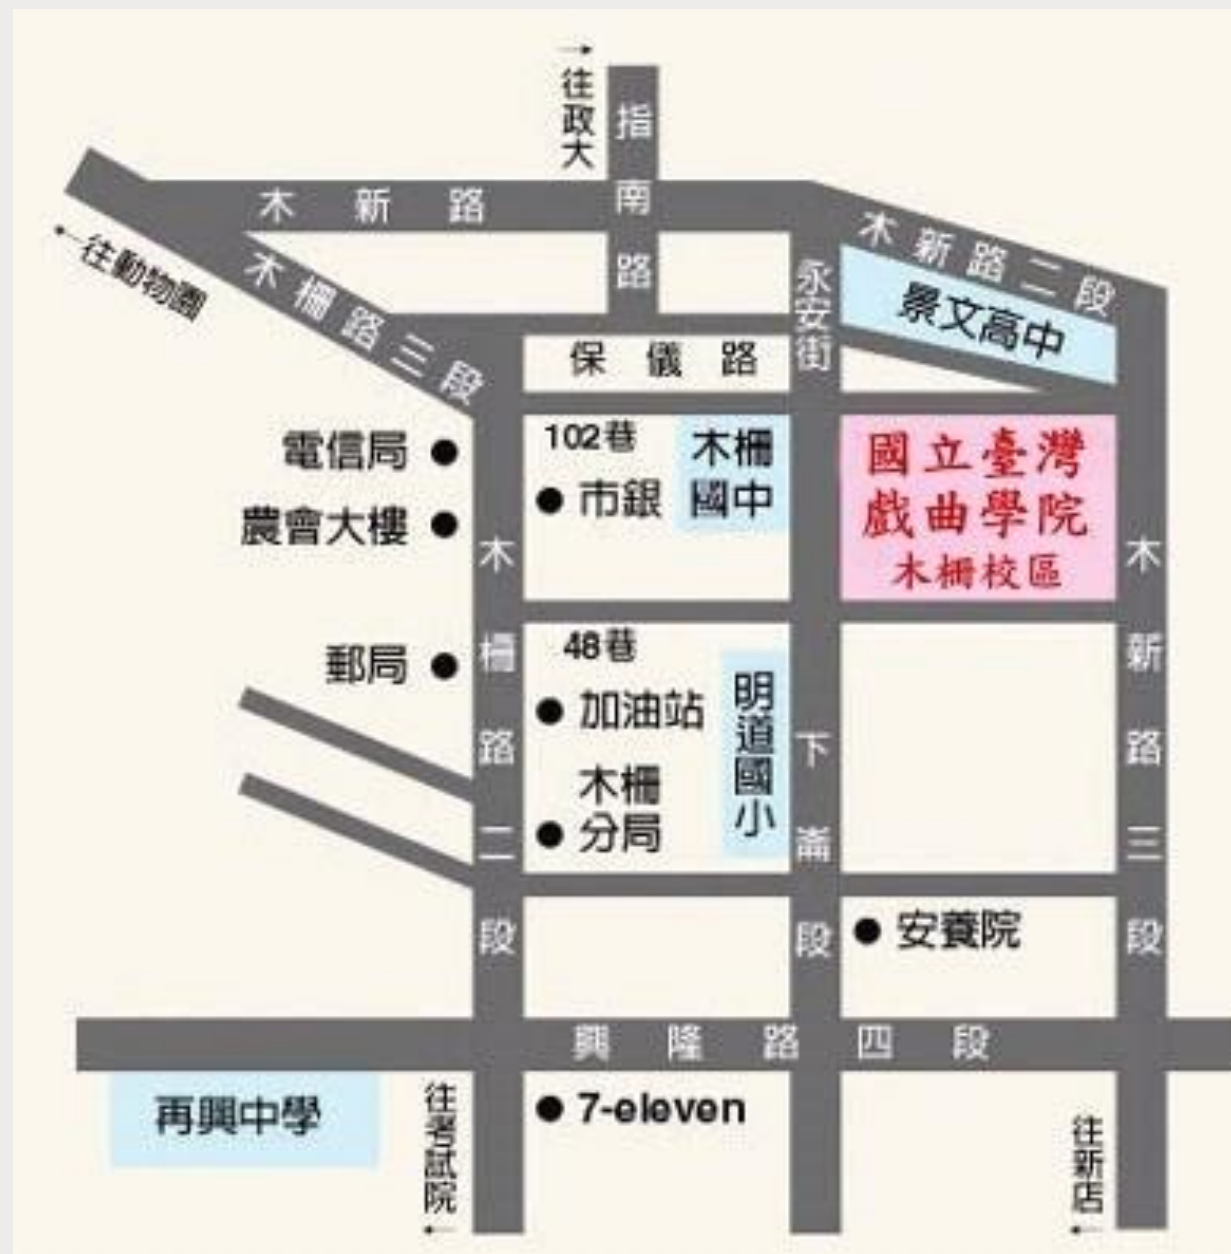 →
往政大
指南路
木新路
木新路二段
←往動物園
木柵路三段
永安街
景文高中
保儀路
102巷
木柵
國中
市銀
電信局
農會大樓
國立臺灣
戲曲學院
木柵校區
木柵路二段
木新路三段
郵局
48巷
加油站
明道國小
木柵
分局
下崙段
安養院
興隆路四段
再興中學
往考試院
←
7-eleven
往新店
←